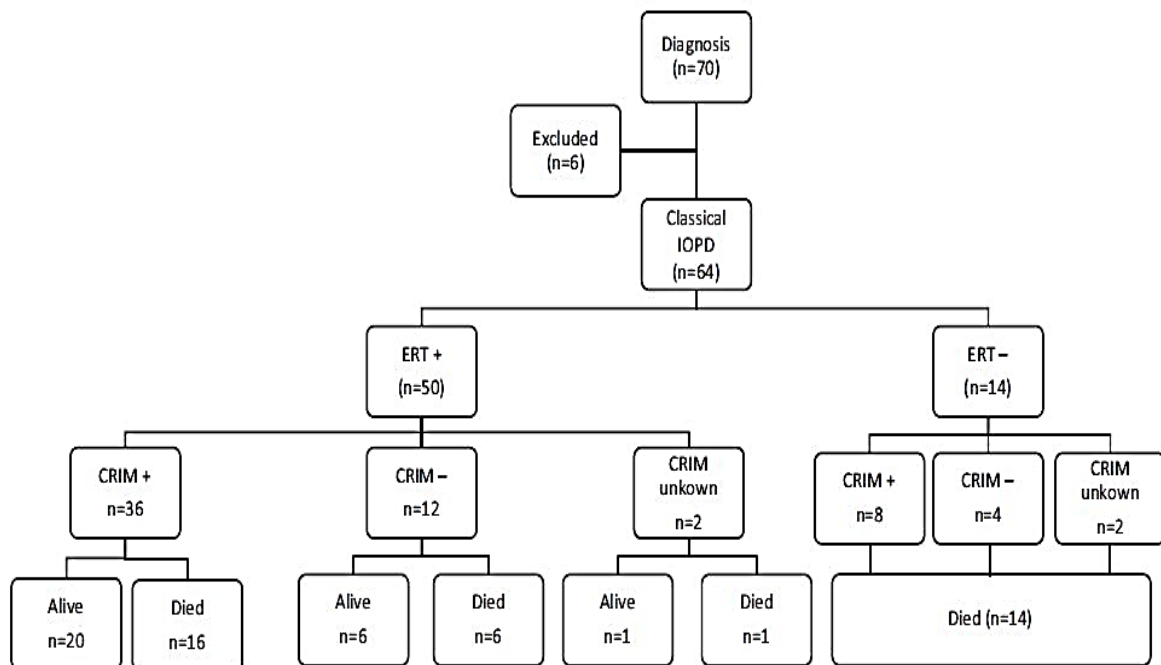 Diagnosis
(n=70)
Excluded
(n=6)
Classical
IOPD
(n=64)
ERT +
(n=50)
ERT –
(n=14)
CRIM +
n=36
CRIM –
n=12
CRIM
unkown
n=2
CRIM +
n=8
CRIM –
n=4
CRIM
unkown
n=2
Alive
n=20
Died
n=16
Alive
n=6
Died
n=6
Alive
n=1
Died
n=1
Died (n=14)